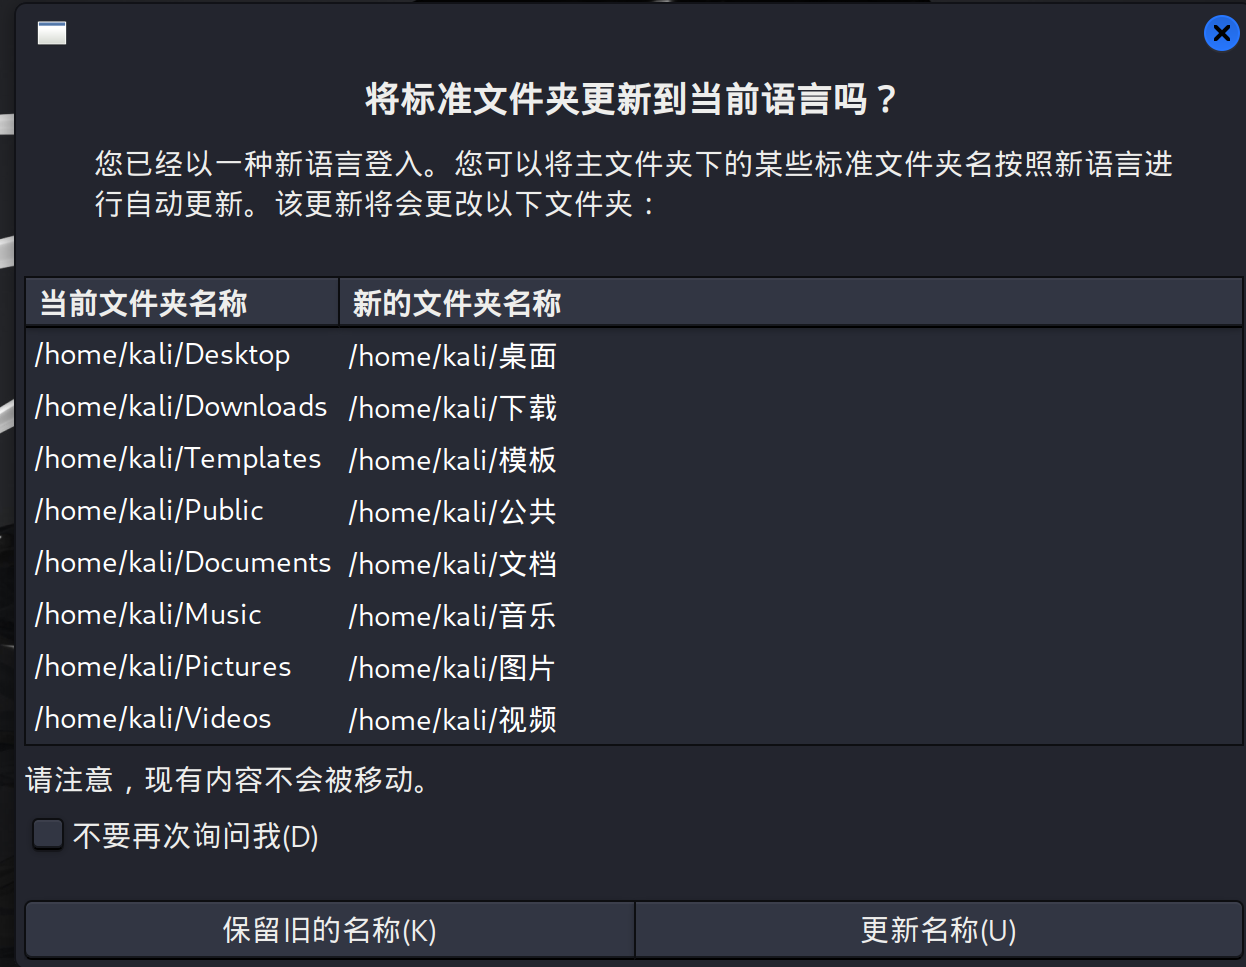 将标准文件夹更新到当前语言吗？
您已经以一种新语言登入。您可以将主文件夹下的某些标准文件夹名按照新语言进
行自动更新。该更新将会更改以下文件夹：
当前文件夹名称 新的文件夹名称
/home/kali/Desktop /home/kali/桌面
/home/kali/Downloads /home/kali/下载
/home/kali/Templates /home/kali/模板
/home/kali/Public /home/kali/公共
/home/kali/Documents /home/kali/文档
/home/kali/Music /home/kali/音乐
/home/kali/Pictures /home/kali/图片
/home/kali/Videos /home/kali/视频
请注意，现有内容不会被移动。
不要再次询问我(D)
保留旧的名称(K) 更新名称(U)